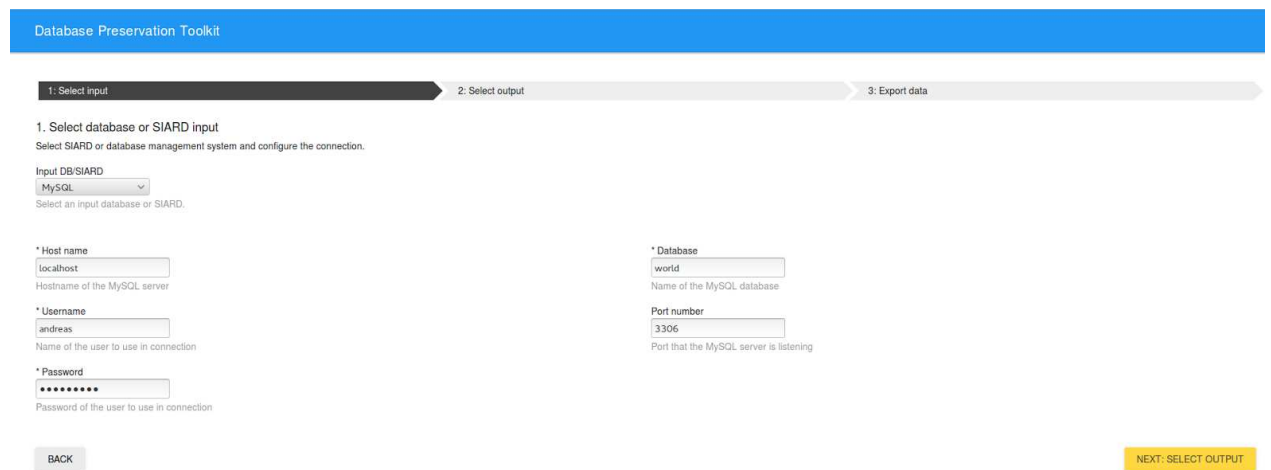 Database Preservation Toolkit
1: Select input
2: Select output
3: Export data
1. Select database or SIARD input
Select SIARD or database management system and configure the connection.
Input DB/SIARD
MySQL
Select an input database or SIARD.
* Host name
localhost
Hostname of the MySQL server
* Database
world
Name of the MySQL database
* Username
andreas
Name of the user to use in connection
Port number
3306
Port that the MySQL server is listening
* Password
•••••••••
Password of the user to use in connection
BACK
NEXT: SELECT OUTPUT